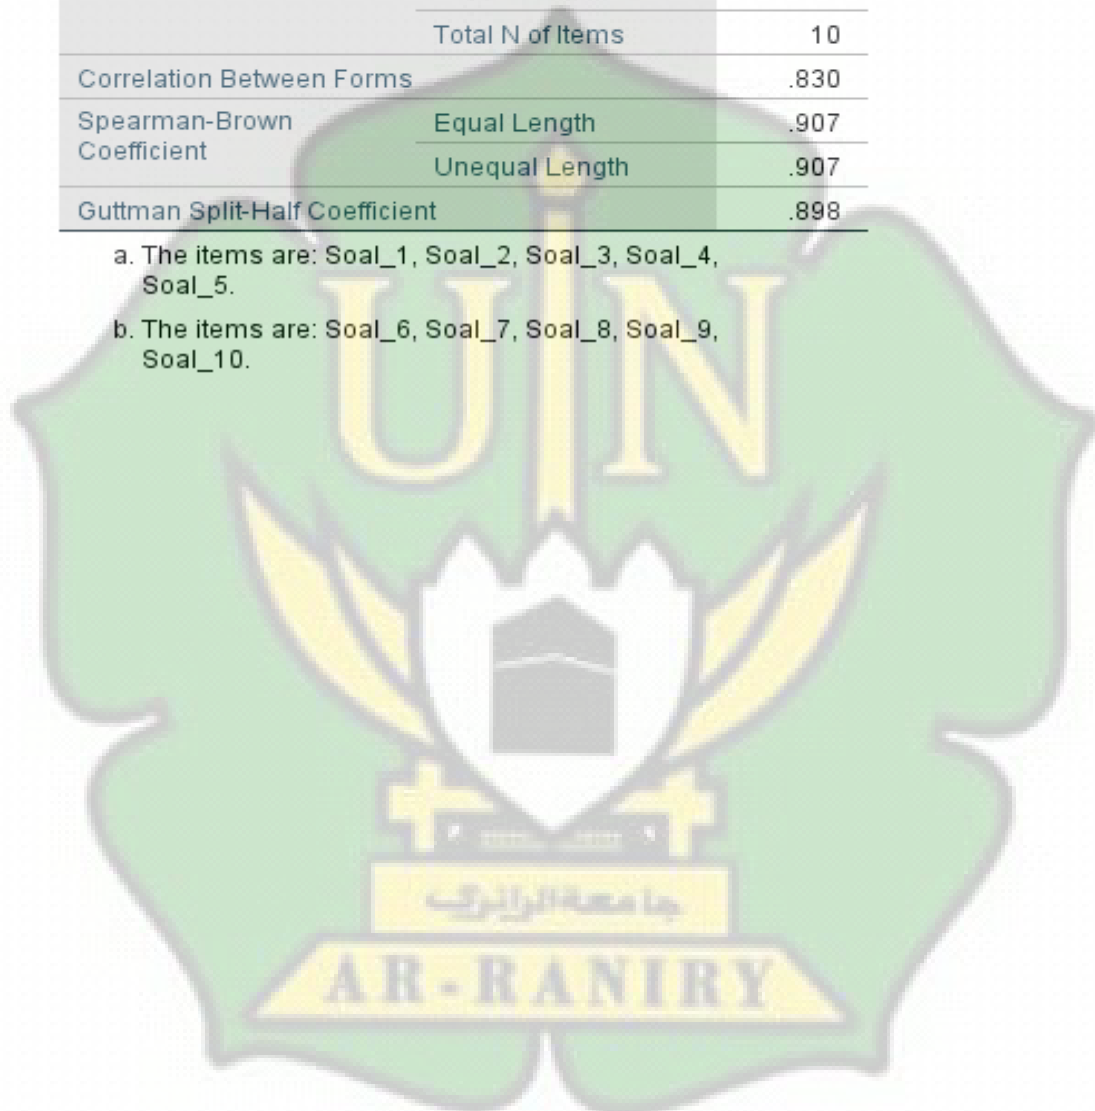 Total N of Items 10
Correlation Between Forms .830
Spearman-Brown Equal Length .907
Coefficient
Unequal Length .907
Guttman Split-Half Coefficient .898
a. The items are: Soal_1, Soal_2, Soal_3, Soal_4,
Soal_5.
b. The items are: Soal_6, Soal_7, Soal_8, Soal_9,
Soal_10.
UIN
جامعة الرانري
AR-RANIRY